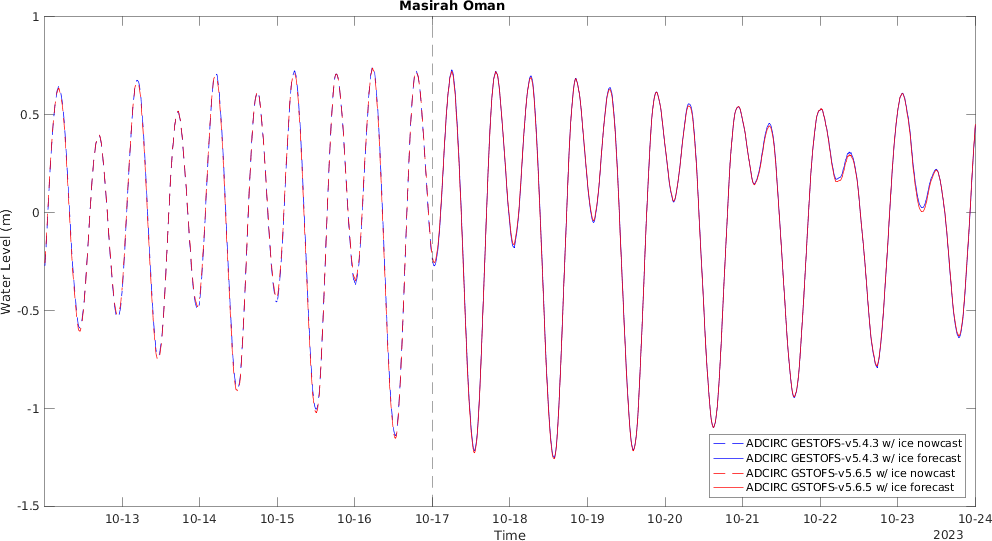 Masirah Oman
1
0.5
0
-0.5
-1
-1.5
Water Level (m)
ADCIRC GESTOFS-v5.4.3 w/ ice nowcast
ADCIRC GESTOFS-v5.4.3 w/ ice forecast
ADCIRC GSTOFS-v5.6.5 w/ ice nowcast
ADCIRC GSTOFS-v5.6.5 w/ ice forecast
10-13 10-14 10-15 10-16 10-17 10-18 10-19 10-20 10-21 10-22 10-23 10-24
Time
2023